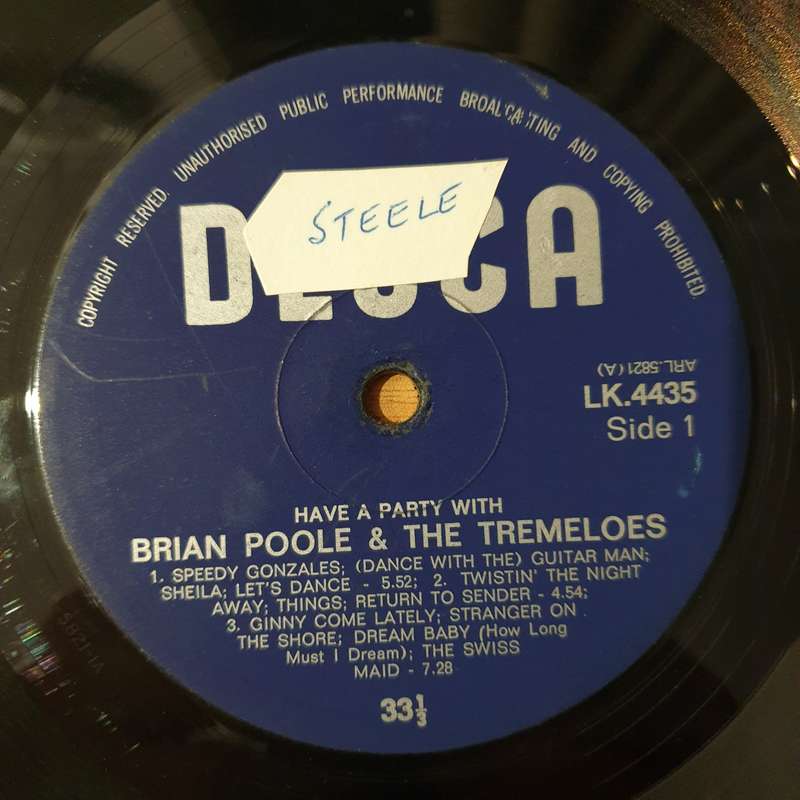 COPYRIGHT RESERVED. UNAUTHORISED PUBLIC PERFORMANCE BROADCASTING AND COPYING PROHIBITED.
DECCA
STEELE
ARL.5821 (A)
LK.4435
Side 1
HAVE A PARTY WITH
BRIAN POOLE & THE TREMELOES
1. SPEEDY GONZALES; (DANCE WITH THE) GUITAR MAN;
SHEILA; LET'S DANCE - 5.52; 2. TWISTIN' THE NIGHT
AWAY; THINGS; RETURN TO SENDER - 4.54;
3. GINNY COME LATELY; STRANGER ON
THE SHORE; DREAM BABY (How Long
Must I Dream); THE SWISS
MAID - 7.28
33⅓